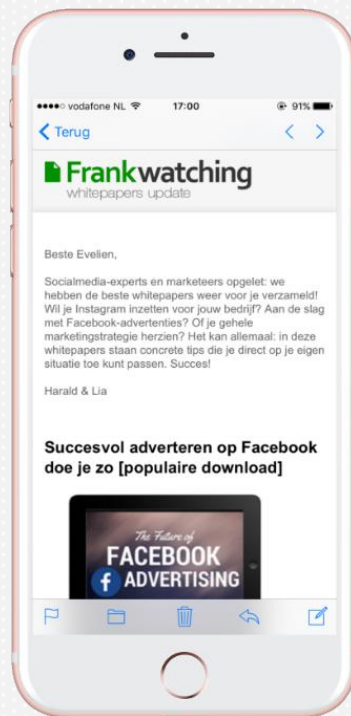 vodafone NL 17:00 91%
Terug
Frankwatching
whitepapers update
Beste Evelien,
Socialmedia-experts en marketeers opgelet: we
hebben de beste whitepapers weer voor je verzameld!
Wil je Instagram inzetten voor jouw bedrijf? Aan de slag
met Facebook-advertenties? Of je gehele
marketingstrategie herzien? Het kan allemaal: in deze
whitepapers staan concrete tips die je direct op je eigen
situatie toe kunt passen. Succes!
Harald & Lia
Succesvol adverteren op Facebook
doe je zo [populaire download]
The Future of
FACEBOOK
f ADVERTISING